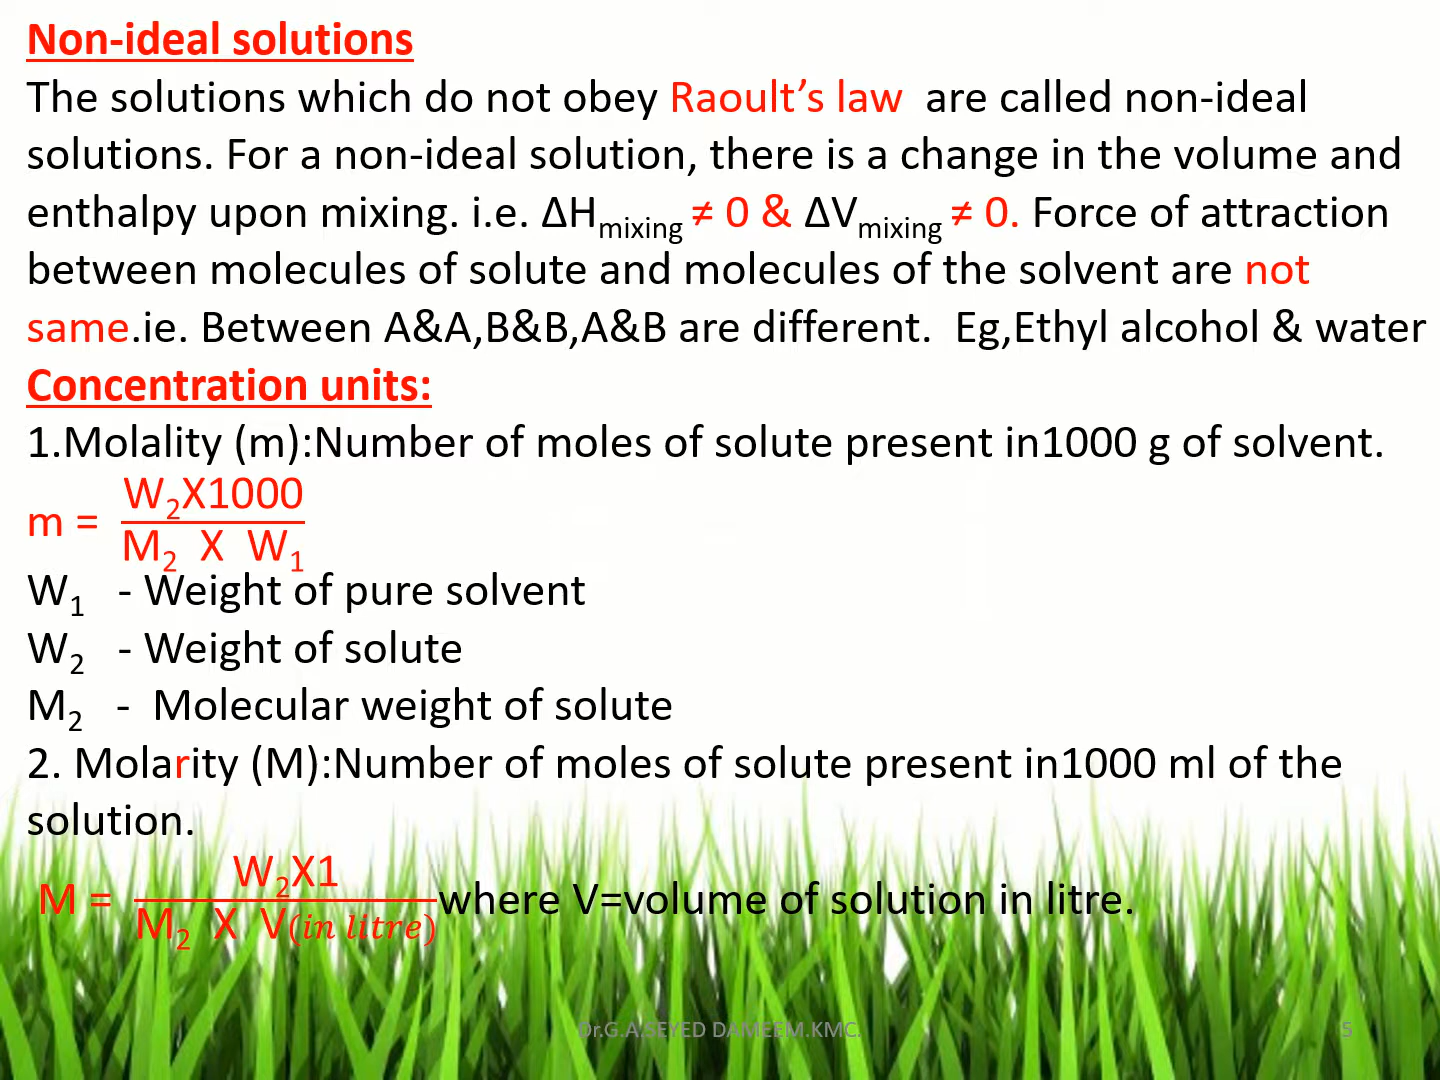 Non-ideal solutions
The solutions which do not obey Raoult’s law  are called non-ideal
solutions. For a non-ideal solution, there is a change in the volume and
enthalpy upon mixing. i.e. ΔHmixing ≠ 0 & ΔVmixing ≠ 0. Force of attraction
between molecules of solute and molecules of the solvent are not
same.ie. Between A&A,B&B,A&B are different.  Eg,Ethyl alcohol & water
Concentration units:
1.Molality (m):Number of moles of solute present in1000 g of solvent.
W2X1000
m =
M2 X W1
W1 - Weight of pure solvent
W2 - Weight of solute
M2 - Molecular weight of solute
2. Molarity (M):Number of moles of solute present in1000 ml of the
solution.
W2X1
M = where V=volume of solution in litre.
M2 X V(in litre)
Dr.G.A.SEYED DAMEEM.KMC. 5